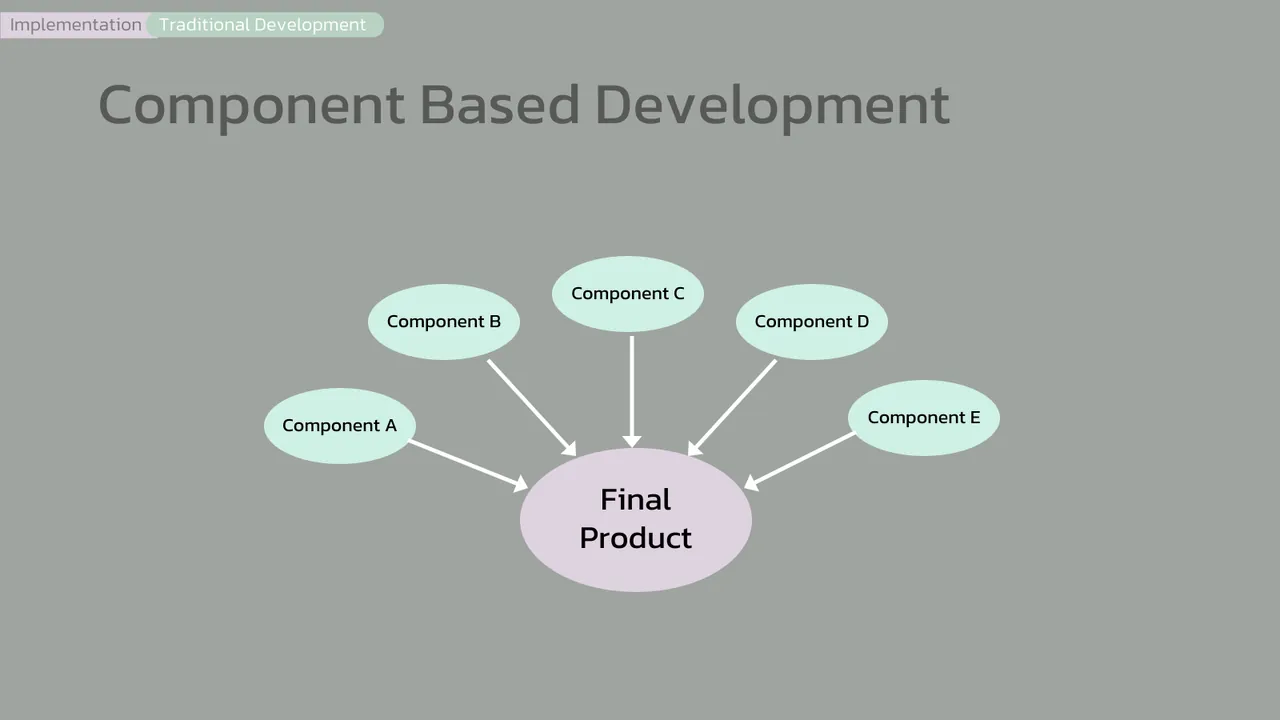 Implementation Traditional Development
Component Based Development
Component C
Component B
Component D
Component A
Component E
Final
Product